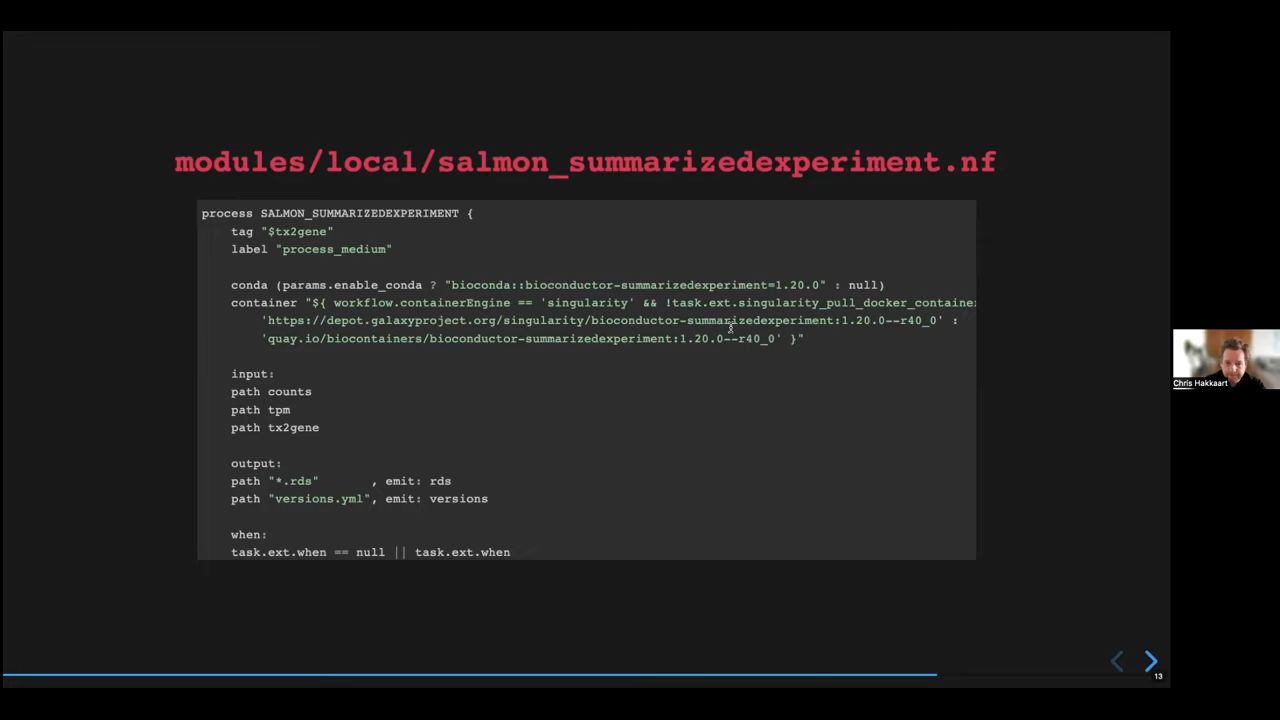 modules/local/salmon_summarizedexperiment.nf
process SALMON_SUMMARIZEDEXPERIMENT {
tag "$tx2gene"
label "process_medium"
conda (params.enable_conda ? "bioconda::bioconductor-summarizedexperiment=1.20.0" : null)
container "${ workflow.containerEngine == 'singularity' && !task.ext.singularity_pull_docker_container
'https://depot.galaxyproject.org/singularity/bioconductor-summarizedexperiment:1.20.0--r40_0' :
'quay.io/biocontainers/bioconductor-summarizedexperiment:1.20.0--r40_0' }"
input:
path counts
path tpm
path tx2gene
output:
path "*.rds" , emit: rds
path "versions.yml", emit: versions
when:
task.ext.when == null || task.ext.when
Chris Hakkaart
13